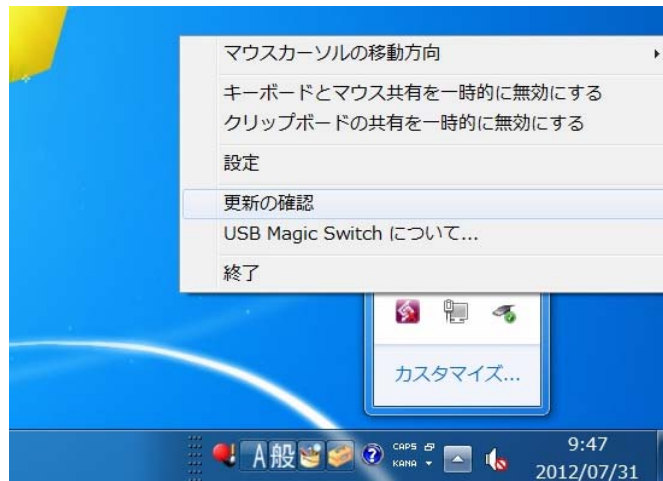 マウスカーソルの移動方向
キーボードとマウス共有を一時的に無効にする
クリップボードの共有を一時的に無効にする
設定
更新の確認
USB Magic Switch について...
終了
カスタマイズ...
A般
CAPS
KANA
9:47
2012/07/31